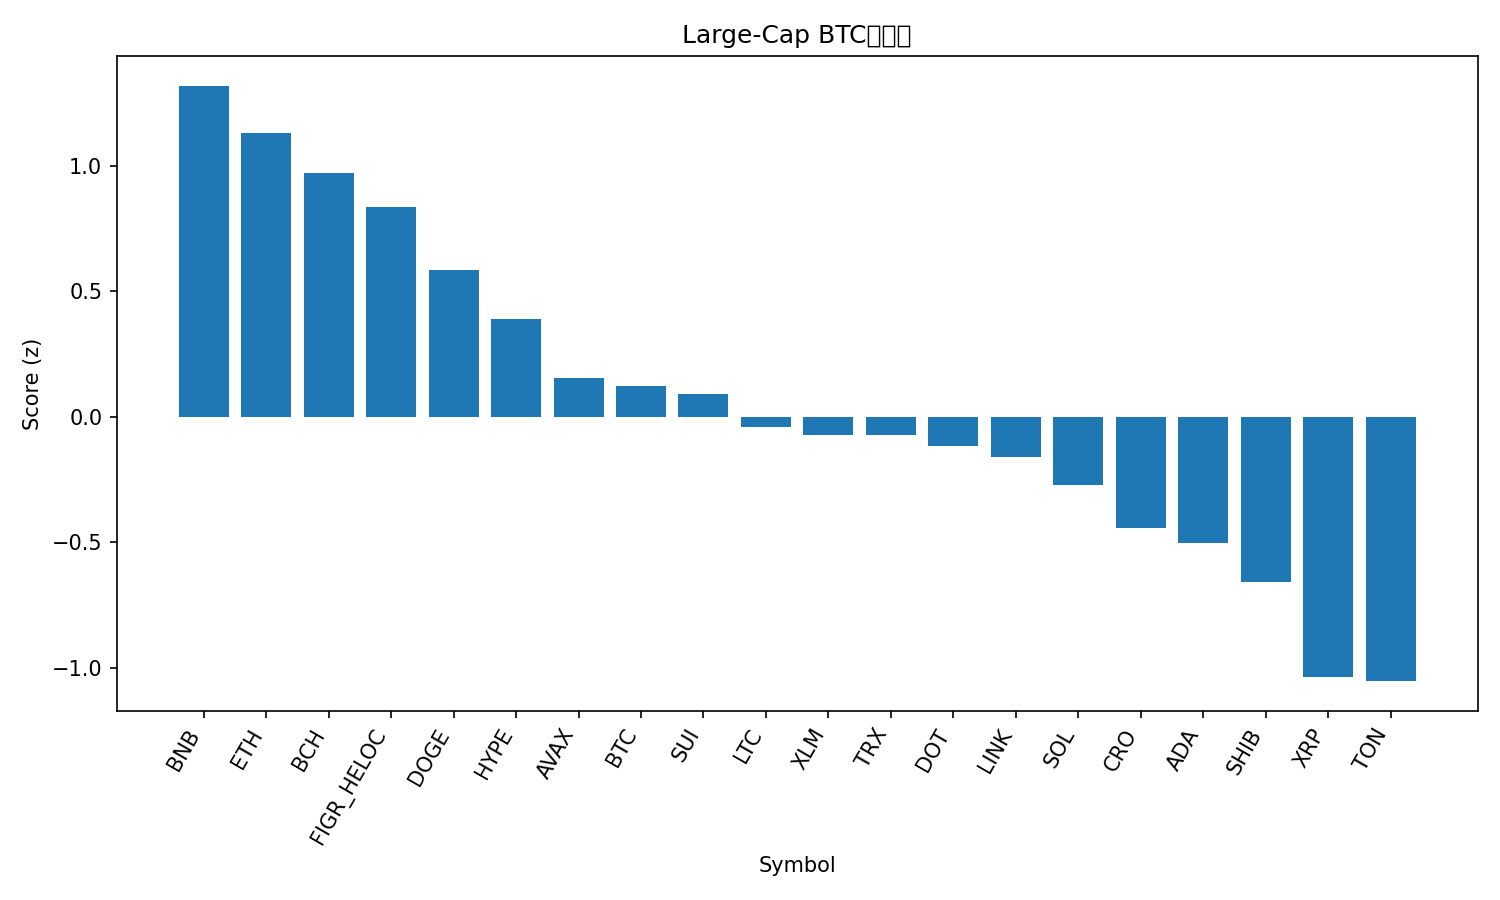 Large-Cap BTC
Score (z)
1.0
0.5
0.0
−0.5
−1.0
BNB
ETH
BCH
FIGR_HELOC
DOGE
HYPE
AVAX
BTC
SUI
LTC
XLM
TRX
DOT
LINK
SOL
CRO
ADA
SHIB
XRP
TON
Symbol